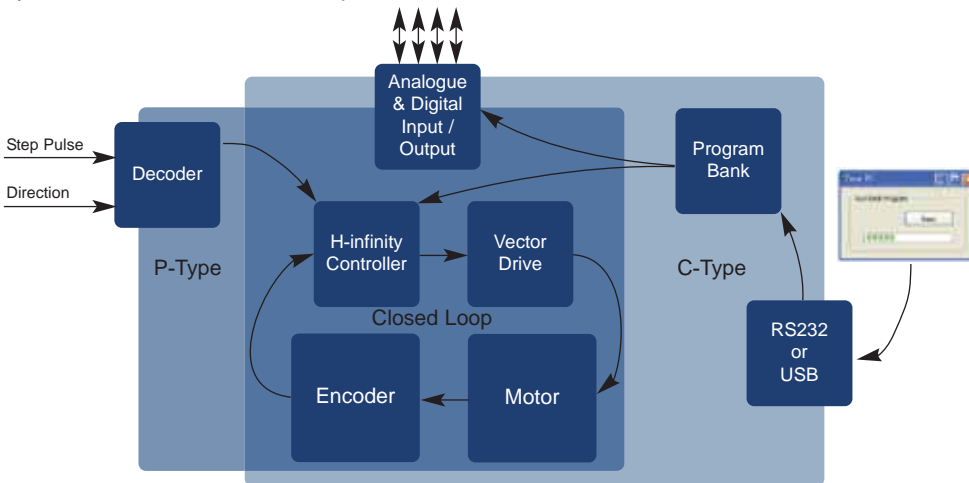 Analogue
& Digital
Input /
Output
Step Pulse
Direction
Decoder
Program
Bank
H-infinity
Controller
Vector
Drive
P-Type
C-Type
Closed Loop
RS232
or
USB
Encoder
Motor